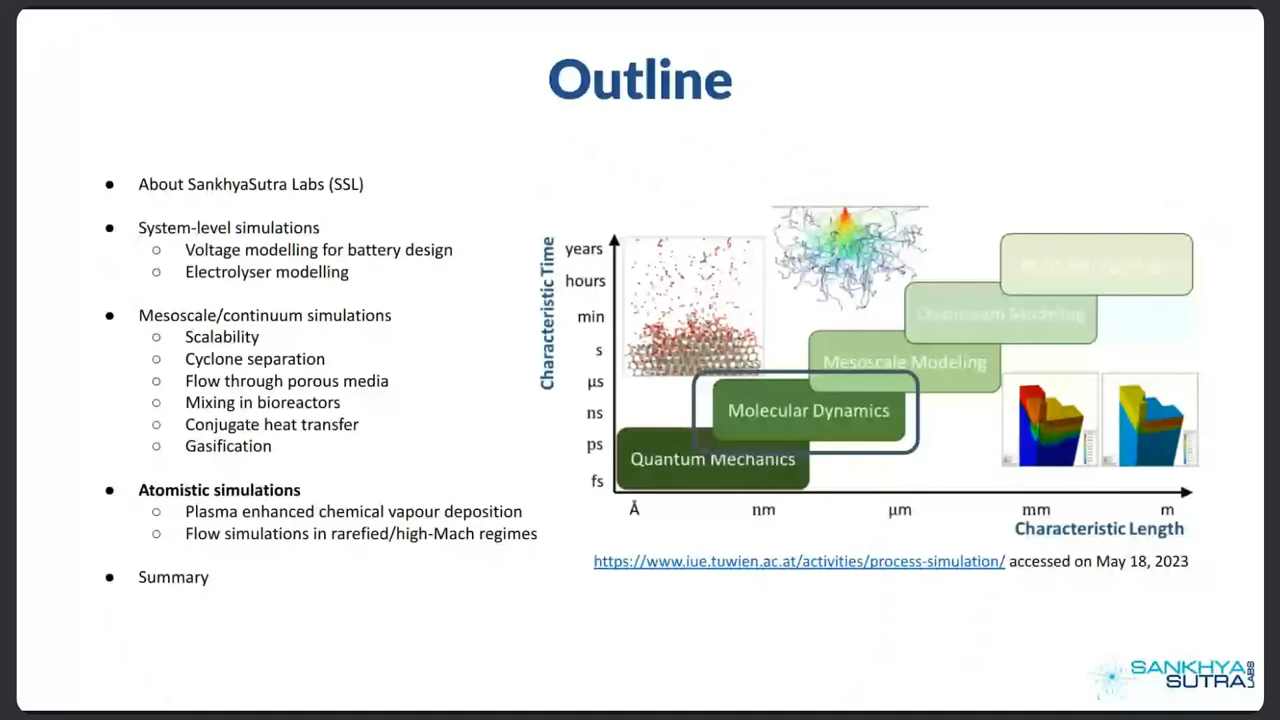 Outline
● About SankhyaSutra Labs (SSL)
● System-level simulations
○ Voltage modelling for battery design
○ Electrolyser modelling
● Mesoscale/continuum simulations
○ Scalability
○ Cyclone separation
○ Flow through porous media
○ Mixing in bioreactors
○ Conjugate heat transfer
○ Gasification
● Atomistic simulations
○ Plasma enhanced chemical vapour deposition
○ Flow simulations in rarefied/high-Mach regimes
● Summary
Characteristic Time
years
hours
min
s
µs
ns
ps
fs
Continuum Modeling
Mesoscale Modeling
Molecular Dynamics
Quantum Mechanics
Å
nm
µm
mm
m
Characteristic Length
https://www.iue.tuwien.ac.at/activities/process-simulation/ accessed on May 18, 2023
SANKHYA
SUTRA
LABS